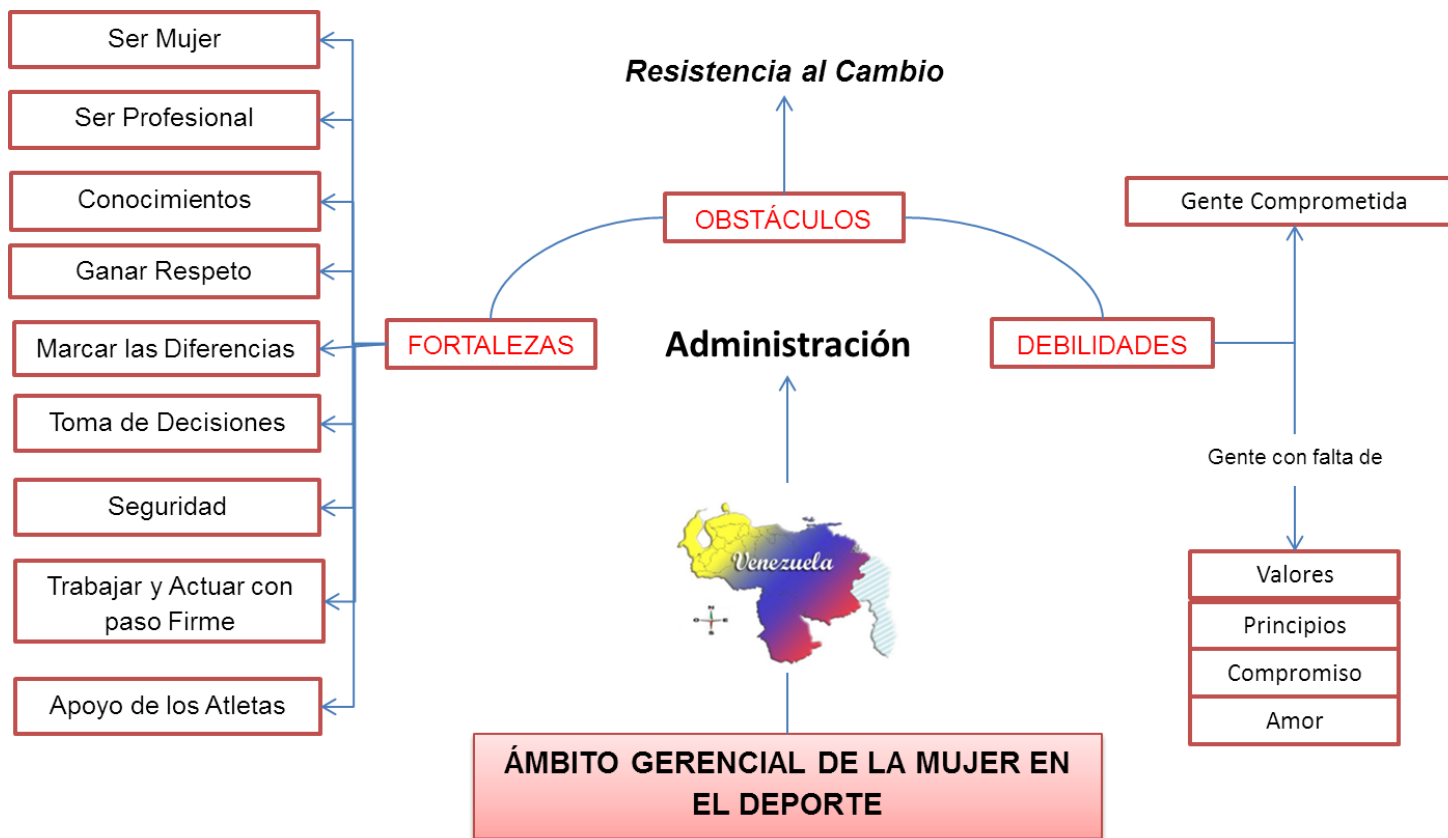 Ser Mujer
Ser Profesional
Conocimientos
Ganar Respeto
Marcar las Diferencias
Toma de Decisiones
Seguridad
Trabajar y Actuar con
paso Firme
Apoyo de los Atletas
FORTALEZAS
Resistencia al Cambio
OBSTÁCULOS
Administración
Venezuela
N
O E
S
ÁMBITO GERENCIAL DE LA MUJER EN
EL DEPORTE
DEBILIDADES
Gente Comprometida
Gente con falta de
Valores
Principios
Compromiso
Amor